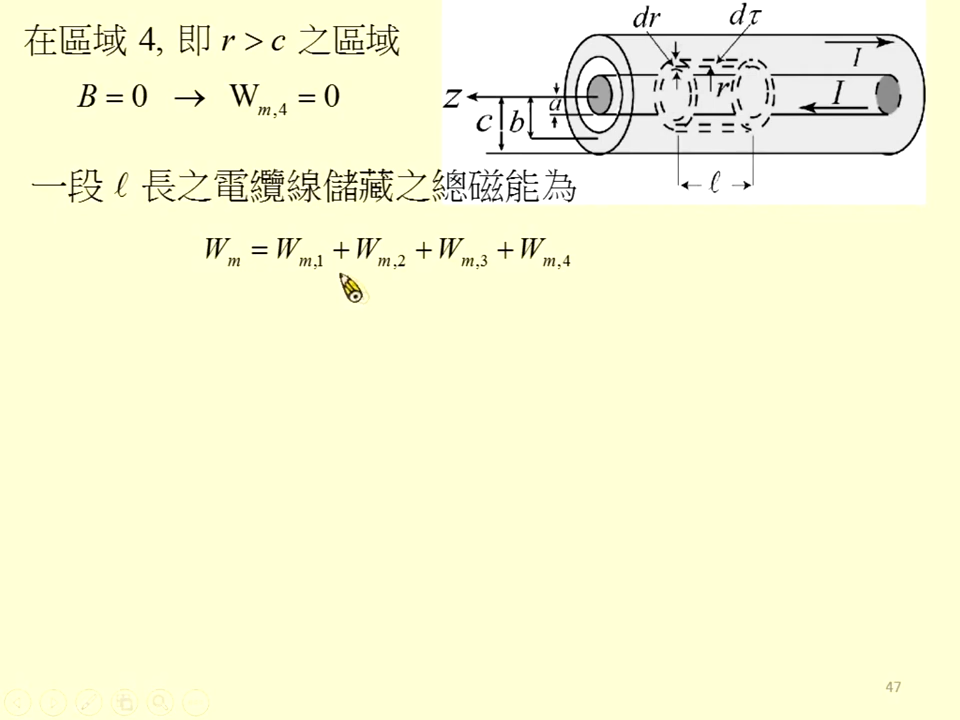 在區域 4, 即 r > c 之區域
B = 0 → W_{m,4} = 0
一段 ℓ 長之電纜線儲藏之總磁能為
W_m = W_{m,1} + W_{m,2} + W_{m,3} + W_{m,4}
dr
dτ
I
z
a
r
I
c
b
ℓ
47